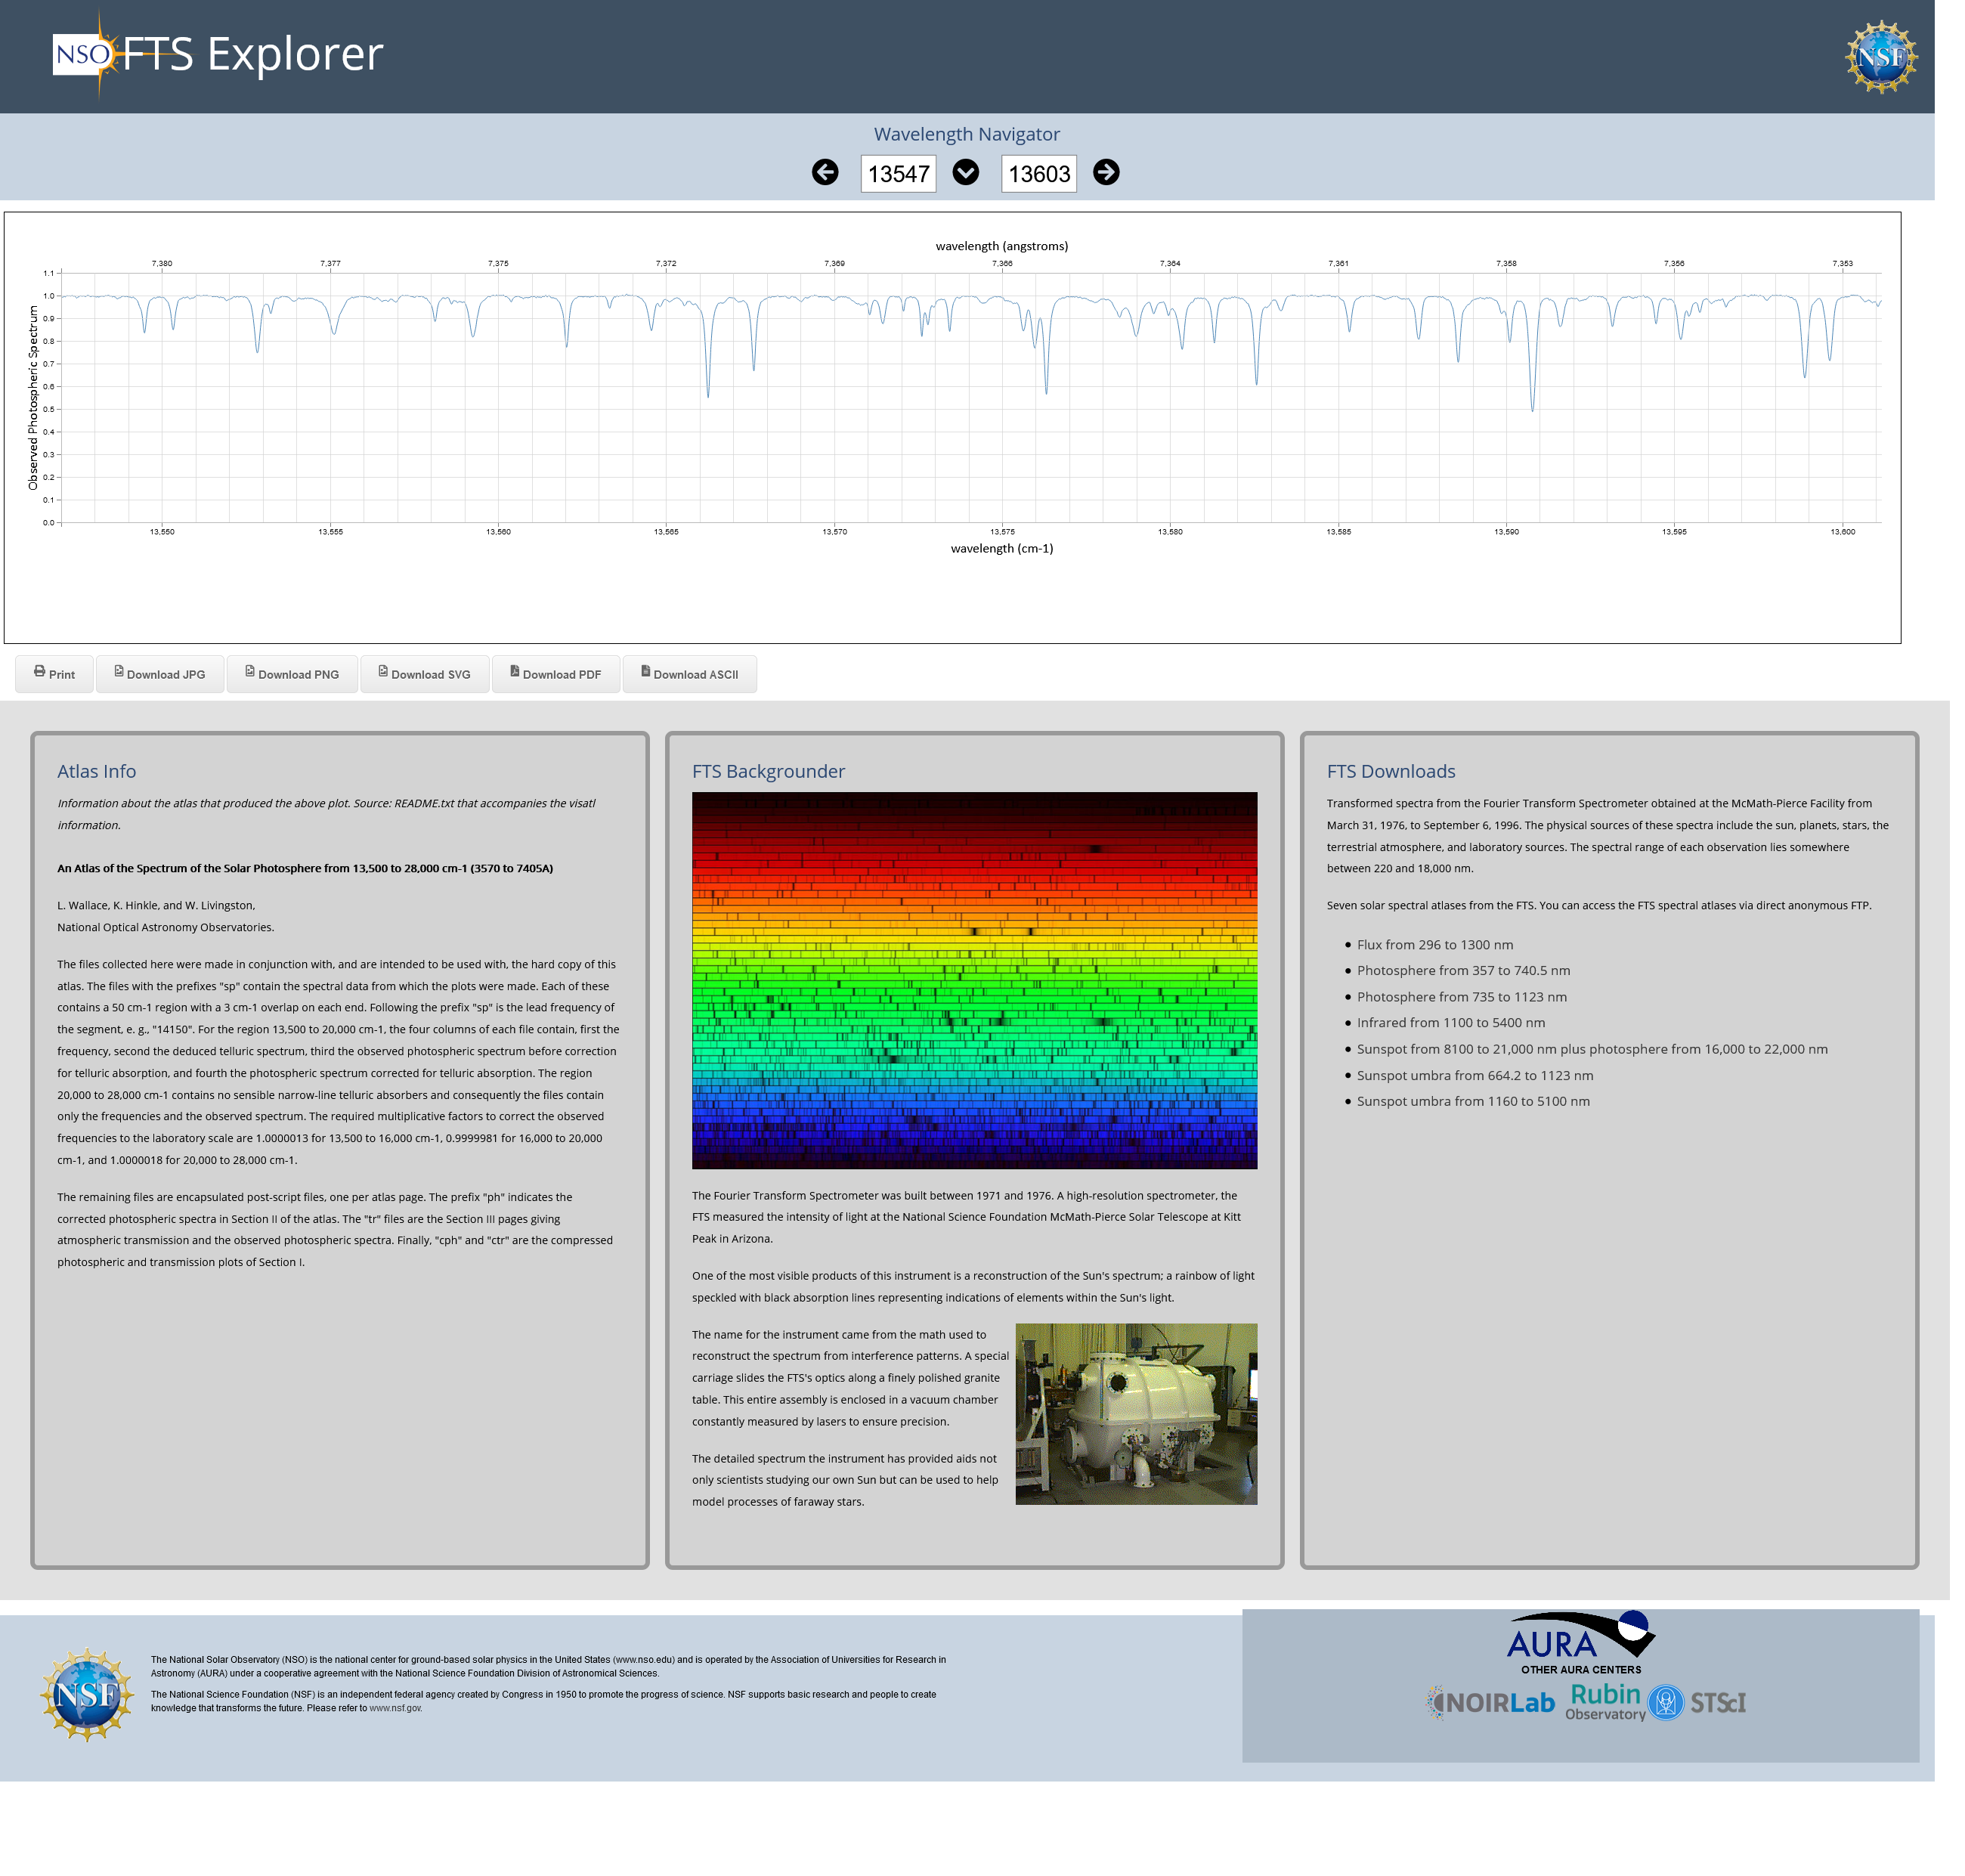 NSO FTS Explorer
NSF
Wavelength Navigator
13547
13603
wavelength (angstroms)
7,380 7,377 7,375 7,372 7,369 7,366 7,364 7,361 7,358 7,356 7,353
Observed Photospheric Spectrum
1.1
1.0
0.9
0.8
0.7
0.6
0.5
0.4
0.3
0.2
0.1
0.0
13,550 13,555 13,560 13,565 13,570 13,575 13,580 13,585 13,590 13,595 13,600
wavelength (cm-1)
Print
Download JPG
Download PNG
Download SVG
Download PDF
Download ASCII
Atlas Info
Information about the atlas that produced the above plot. Source: README.txt that accompanies the visatl
information.
An Atlas of the Spectrum of the Solar Photosphere from 13,500 to 28,000 cm-1 (3570 to 7405A)
L. Wallace, K. Hinkle, and W. Livingston,
National Optical Astronomy Observatories.
The files collected here were made in conjunction with, and are intended to be used with, the hard copy of this
atlas. The files with the prefixes "sp" contain the spectral data from which the plots were made. Each of these
contains a 50 cm-1 region with a 3 cm-1 overlap on each end. Following the prefix "sp" is the lead frequency of
the segment, e. g., "14150". For the region 13,500 to 20,000 cm-1, the four columns of each file contain, first the
frequency, second the deduced telluric spectrum, third the observed photospheric spectrum before correction
for telluric absorption, and fourth the photospheric spectrum corrected for telluric absorption. The region
20,000 to 28,000 cm-1 contains no sensible narrow-line telluric absorbers and consequently the files contain
only the frequencies and the observed spectrum. The required multiplicative factors to correct the observed
frequencies to the laboratory scale are 1.0000013 for 13,500 to 16,000 cm-1, 0.9999981 for 16,000 to 20,000
cm-1, and 1.0000018 for 20,000 to 28,000 cm-1.
The remaining files are encapsulated post-script files, one per atlas page. The prefix "ph" indicates the
corrected photospheric spectra in Section II of the atlas. The "tr" files are the Section III pages giving
atmospheric transmission and the observed photospheric spectra. Finally, "cph" and "ctr" are the compressed
photospheric and transmission plots of Section I.
FTS Backgrounder
The Fourier Transform Spectrometer was built between 1971 and 1976. A high-resolution spectrometer, the
FTS measured the intensity of light at the National Science Foundation McMath-Pierce Solar Telescope at Kitt
Peak in Arizona.
One of the most visible products of this instrument is a reconstruction of the Sun's spectrum; a rainbow of light
speckled with black absorption lines representing indications of elements within the Sun's light.
The name for the instrument came from the math used to
reconstruct the spectrum from interference patterns. A special
carriage slides the FTS's optics along a finely polished granite
table. This entire assembly is enclosed in a vacuum chamber
constantly measured by lasers to ensure precision.
The detailed spectrum the instrument has provided aids not
only scientists studying our own Sun but can be used to help
model processes of faraway stars.
FTS Downloads
Transformed spectra from the Fourier Transform Spectrometer obtained at the McMath-Pierce Facility from
March 31, 1976, to September 6, 1996. The physical sources of these spectra include the sun, planets, stars, the
terrestrial atmosphere, and laboratory sources. The spectral range of each observation lies somewhere
between 220 and 18,000 nm.
Seven solar spectral atlases from the FTS. You can access the FTS spectral atlases via direct anonymous FTP.
Flux from 296 to 1300 nm
Photosphere from 357 to 740.5 nm
Photosphere from 735 to 1123 nm
Infrared from 1100 to 5400 nm
Sunspot from 8100 to 21,000 nm plus photosphere from 16,000 to 22,000 nm
Sunspot umbra from 664.2 to 1123 nm
Sunspot umbra from 1160 to 5100 nm
NSF
The National Solar Observatory (NSO) is the national center for ground-based solar physics in the United States (www.nso.edu) and is operated by the Association of Universities for Research in
Astronomy (AURA) under a cooperative agreement with the National Science Foundation Division of Astronomical Sciences.
The National Science Foundation (NSF) is an independent federal agency created by Congress in 1950 to promote the progress of science. NSF supports basic research and people to create
knowledge that transforms the future. Please refer to www.nsf.gov.
AURA
OTHER AURA CENTERS
NOIRLab
Rubin
Observatory
STScI